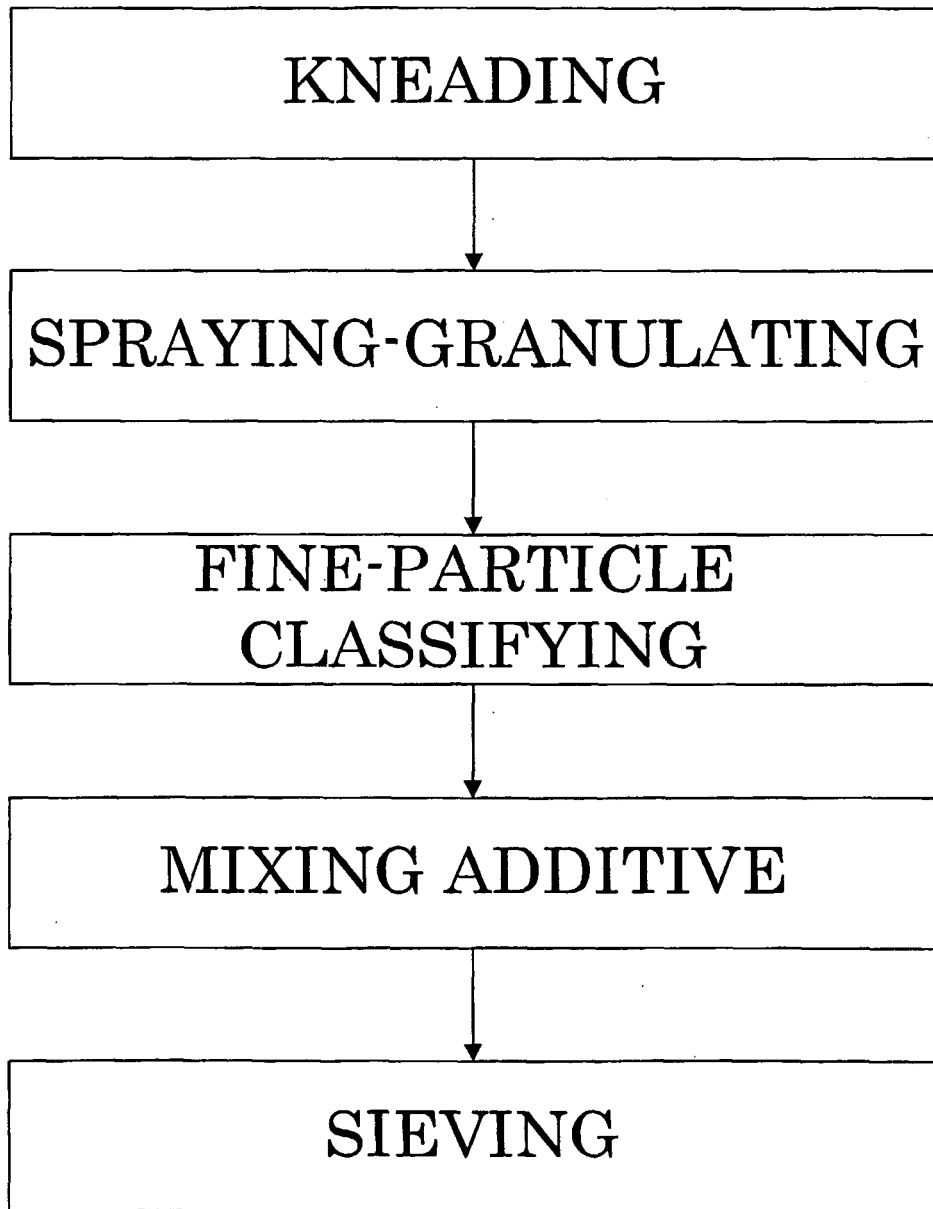 KNEADING
SPRAYING-GRANULATING
FINE-PARTICLE
CLASSIFYING
MIXING ADDITIVE
SIEVING